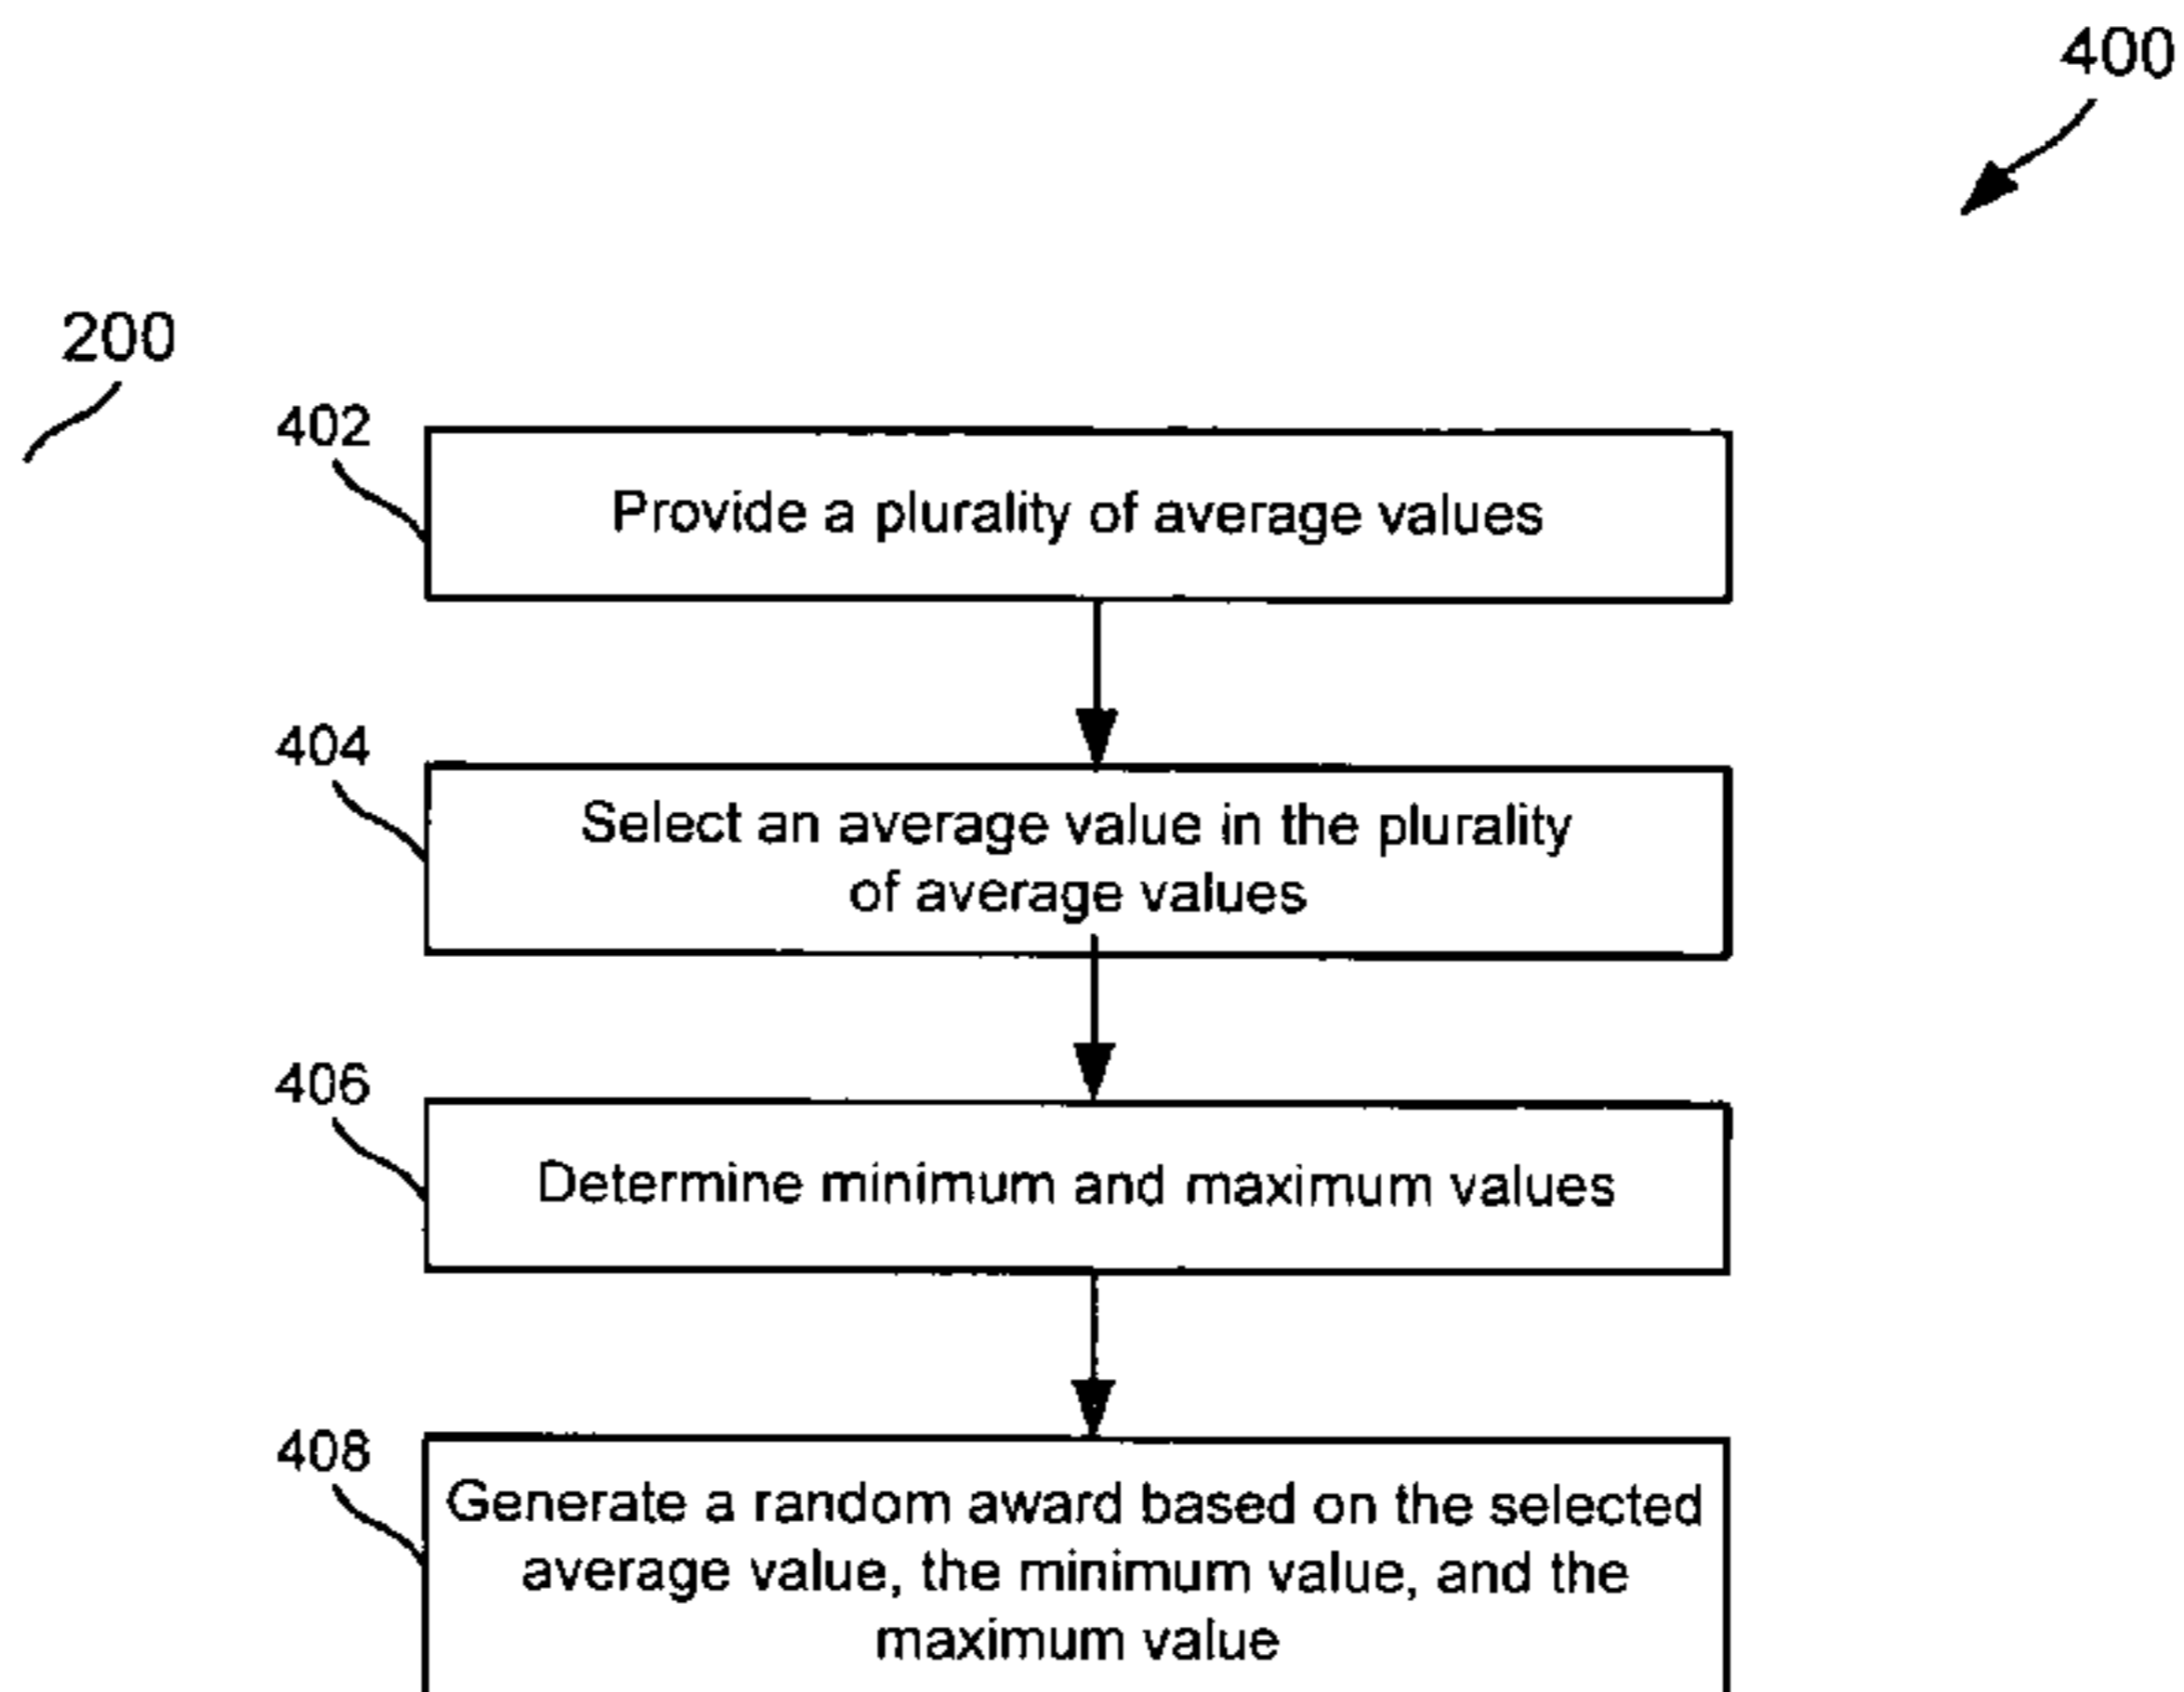 400
200
402
Provide a plurality of average values
404
Select an average value in the plurality
of average values
406
Determine minimum and maximum values
408
Generate a random award based on the selected
average value, the minimum value, and the
maximum value